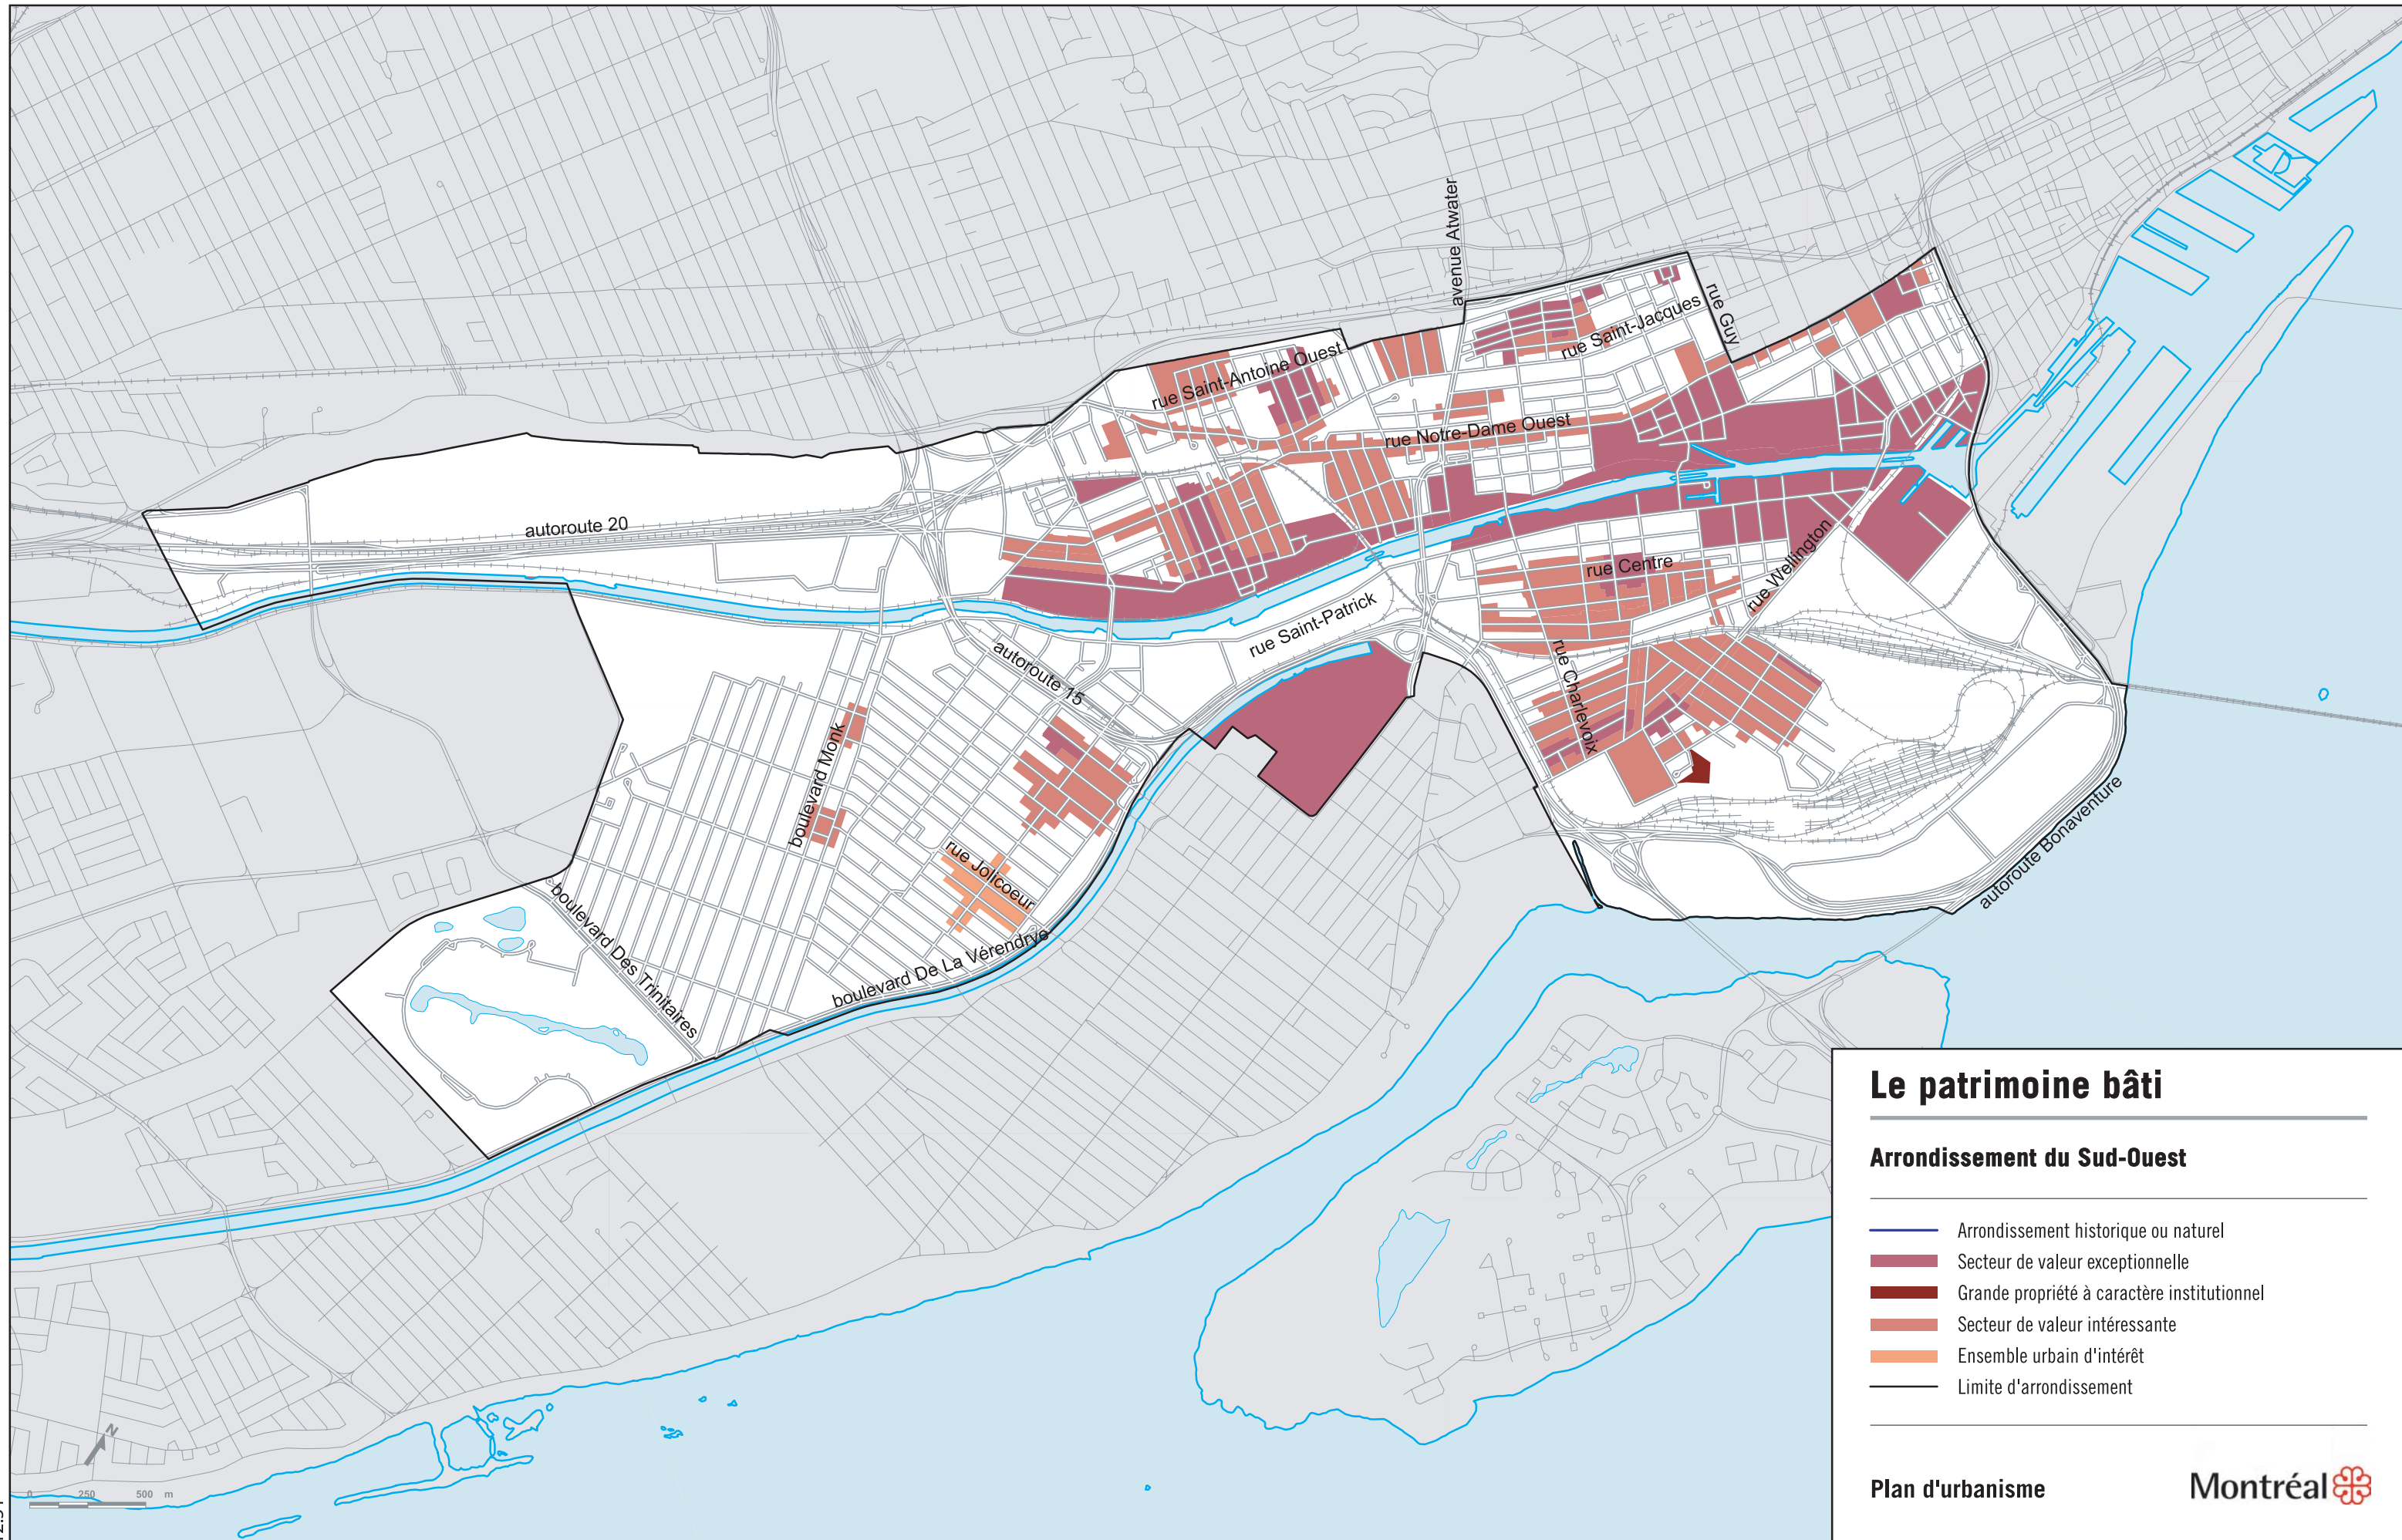 avenue Atwater
rue Guy
rue Saint-Jacques
rue Saint-Antoine Ouest
rue Notre-Dame Ouest
autoroute 20
rue Centre
rue Wellington
rue Saint-Patrick
autoroute 15
rue Charlevoix
boulevard Monk
rue Jolicoeur
autoroute Bonaventure
boulevard Des Trinitaires
boulevard De La Vérendrye
Le patrimoine bâti
Arrondissement du Sud-Ouest
Arrondissement historique ou naturel
Secteur de valeur exceptionnelle
Grande propriété à caractère institutionnel
Secteur de valeur intéressante
Ensemble urbain d'intérêt
Limite d'arrondissement
Plan d'urbanisme
Montréal
N
0 250 500 m